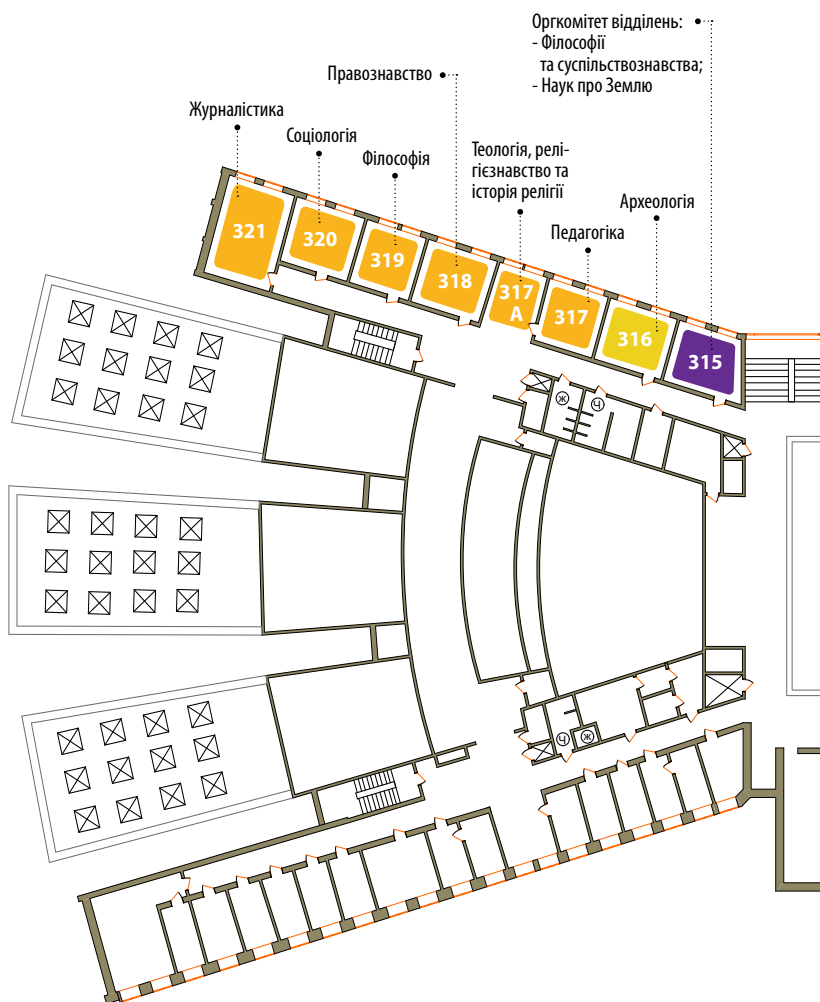 Оргкомітет відділень:
- Філософії
та суспільствознавства;
- Наук про Землю
Правознавство
Журналістика
Соціологія
Філософія
Теологія, релі-
гієзнавство та
історія релігії
Археологія
Педагогіка
321
320
319
318
317
А
317
316
315
Ж
Ч
Ч
Ж